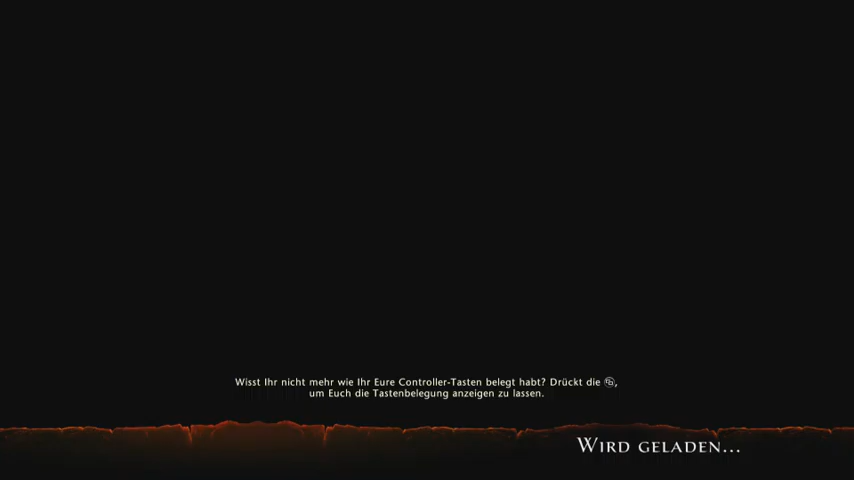 Wisst Ihr nicht mehr wie Ihr Eure Controller-Tasten belegt habt? Drückt die ,
um Euch die Tastenbelegung anzeigen zu lassen.
Wird geladen...